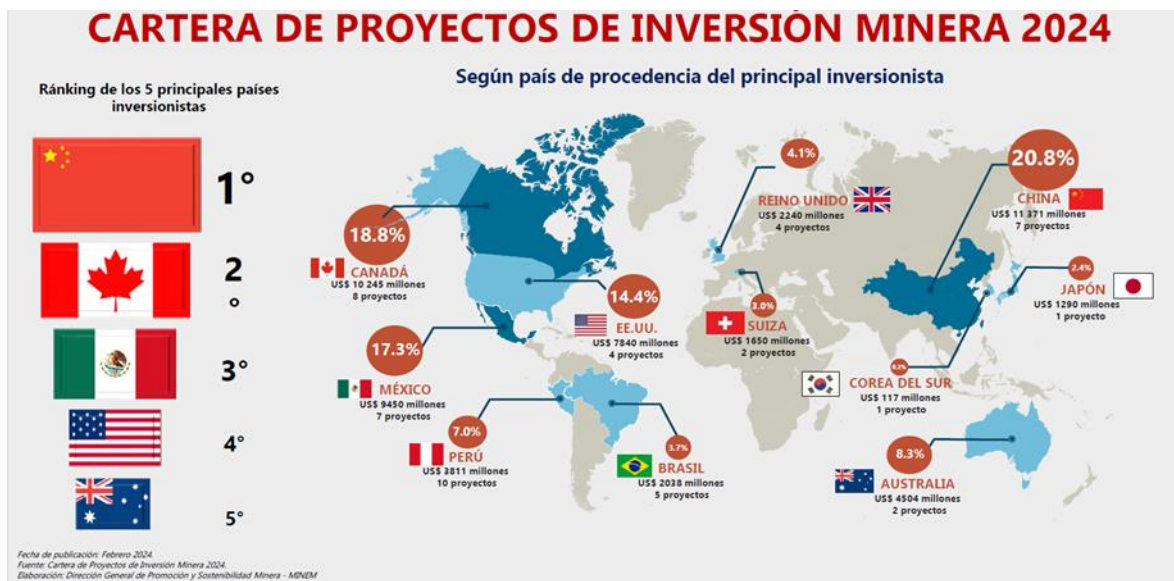 CARTERA DE PROYECTOS DE INVERSIÓN MINERA 2024
Según país de procedencia del principal inversionista
Ránking de los 5 principales países
inversionistas
1°
2
°
3°
4°
5°
18.8%
CANADÁ
US$ 10 245 millones
8 proyectos
14.4%
EE.UU.
US$ 7840 millones
4 proyectos
17.3%
MÉXICO
US$ 9450 millones
7 proyectos
7.0%
PERÚ
US$ 3811 millones
10 proyectos
3.7%
BRASIL
US$ 2038 millones
5 proyectos
4.1%
REINO UNIDO
US$ 2240 millones
4 proyectos
3.0%
SUIZA
US$ 1650 millones
2 proyectos
20.8%
CHINA
US$ 11 371 millones
7 proyectos
2.4%
JAPÓN
US$ 1290 millones
1 proyecto
0.2%
COREA DEL SUR
US$ 117 millones
1 proyecto
8.3%
AUSTRALIA
US$ 4504 millones
2 proyectos
Fecha de publicación: Febrero 2024.
Fuente: Cartera de Proyectos de Inversión Minera 2024.
Elaboración: Dirección General de Promoción y Sostenibilidad Minera - MINEM